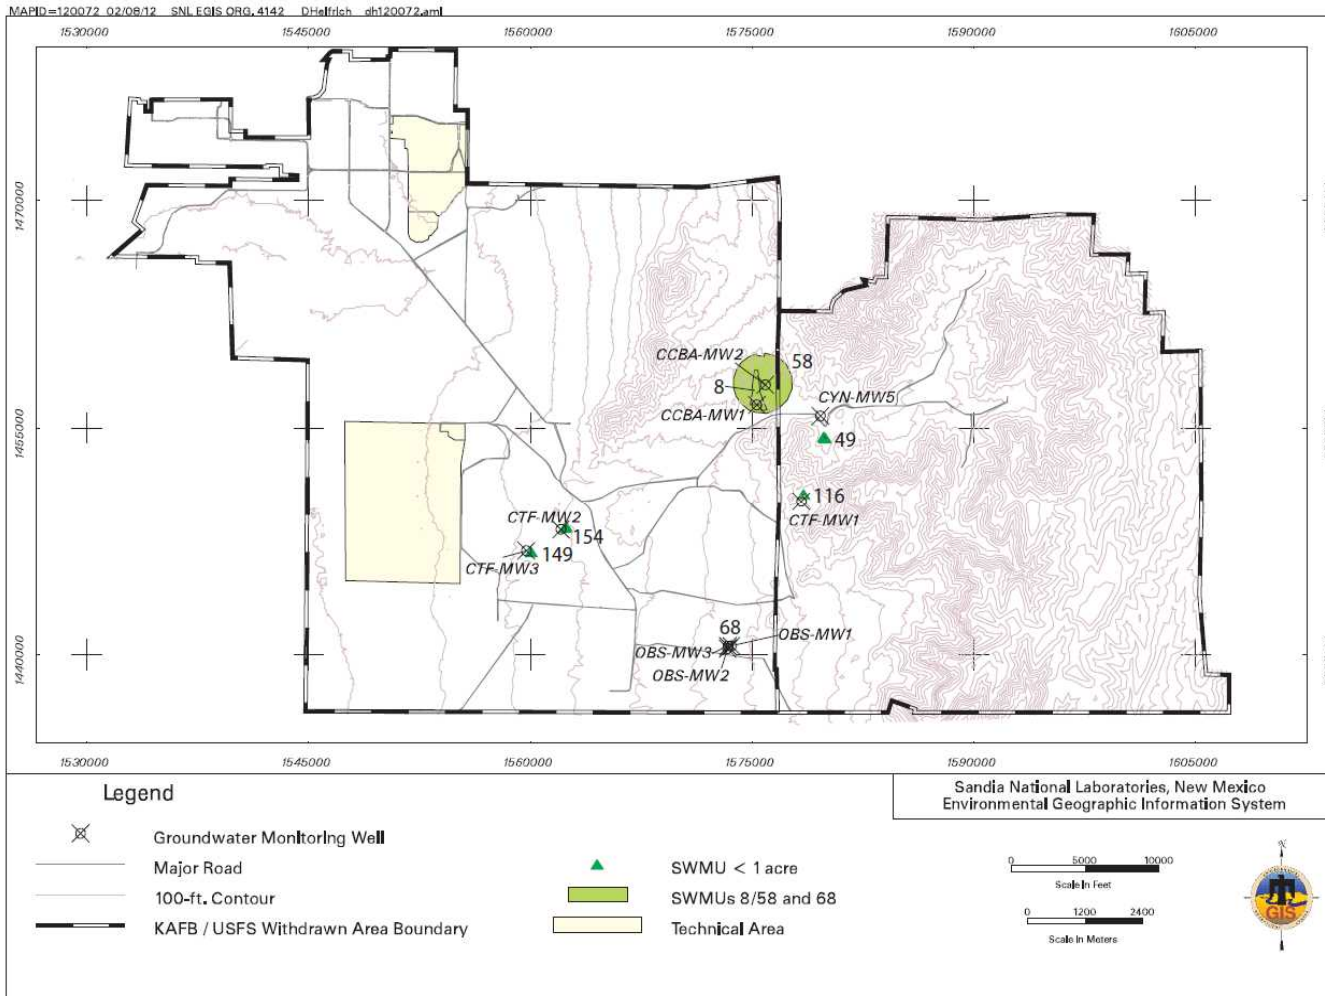 MAPID=120072 02/08/12 SNL EGIS ORG. 4142 DHelfrich dh120072.aml
1530000 1545000 1560000 1575000 1590000 1605000
1470000
1455000
1440000
CCBA-MW2
58
8
CCBA-MW1
CYN-MW5
49
116
CTF-MW1
CTF-MW2
154
149
CTF-MW3
68
OBS-MW1
OBS-MW3
OBS-MW2
1530000 1545000 1560000 1575000 1590000 1605000
Legend
Groundwater Monitoring Well
Major Road
100-ft. Contour
KAFB / USFS Withdrawn Area Boundary
SWMU < 1 acre
SWMUs 8/58 and 68
Technical Area
Sandia National Laboratories, New Mexico
Environmental Geographic Information System
0 5000 10000
Scale in Feet
0 1200 2400
Scale in Meters
N
GIS